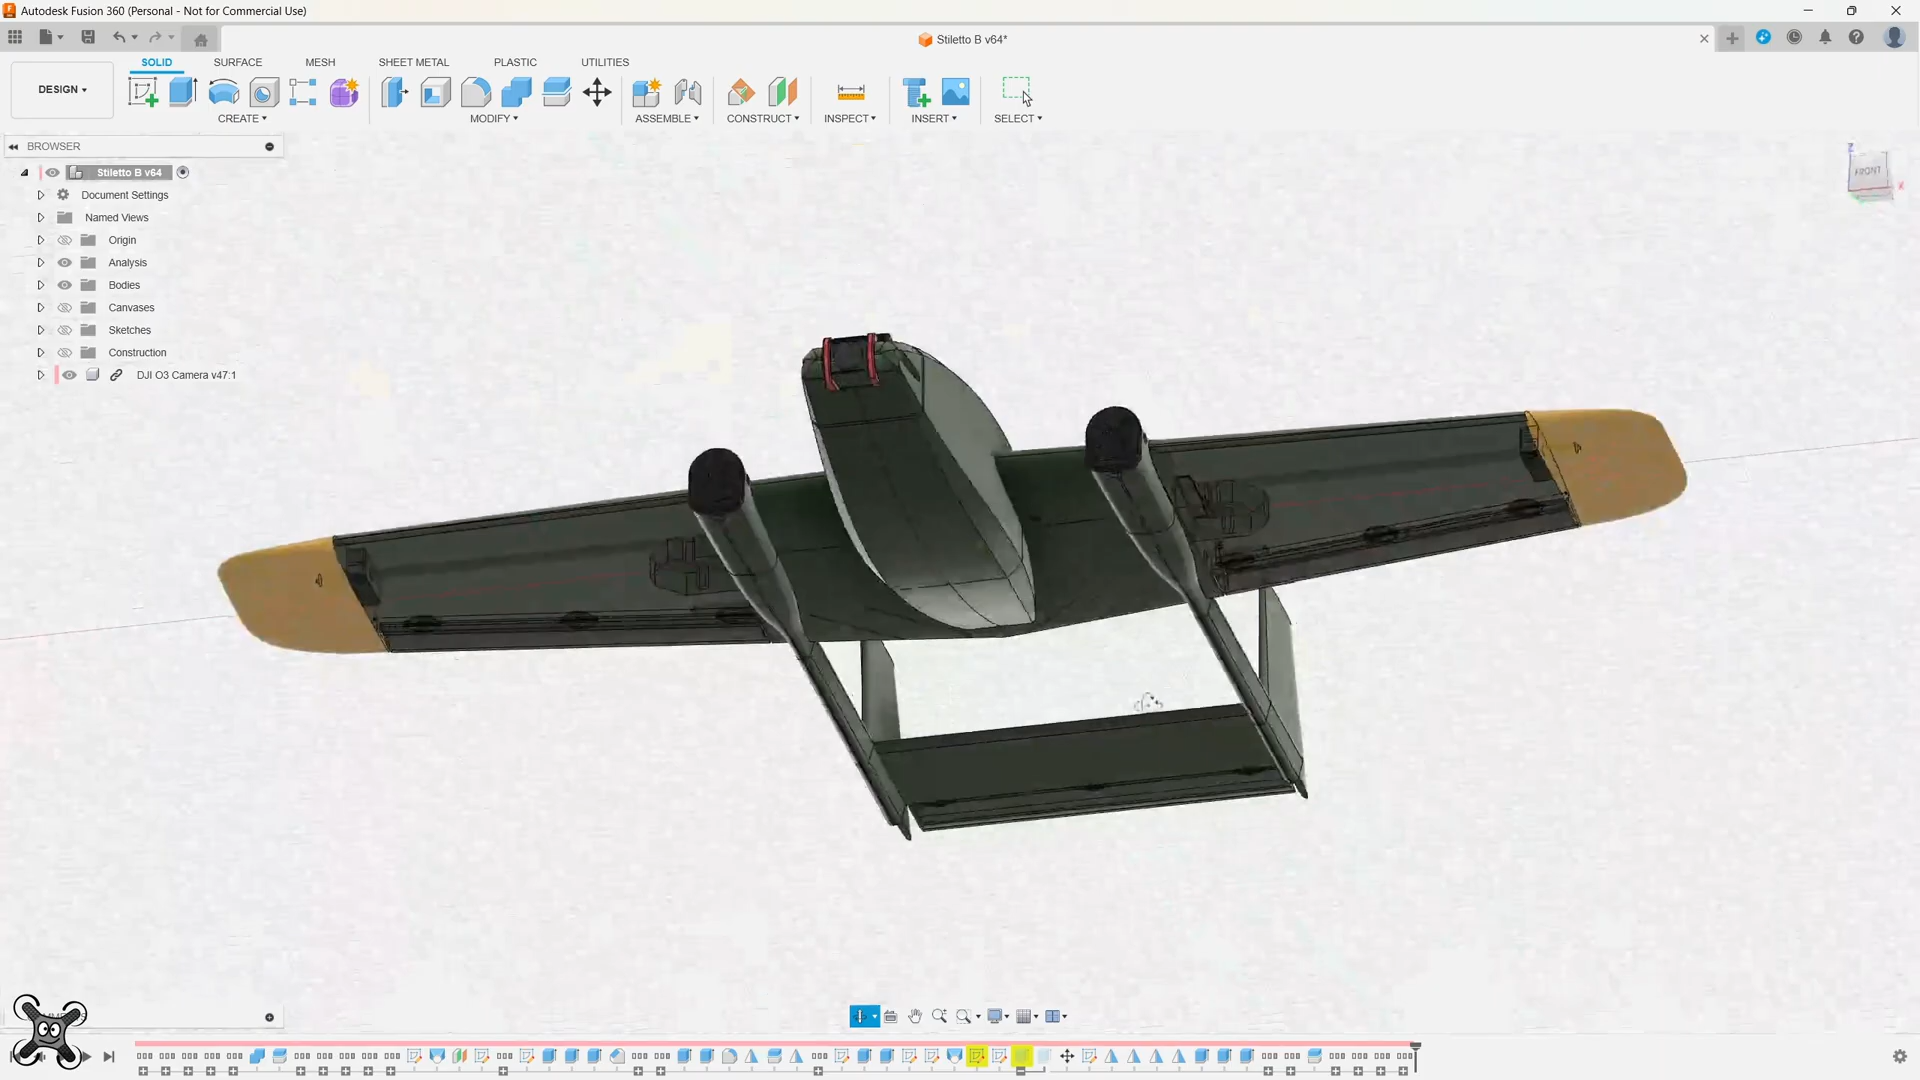 Autodesk Fusion 360 (Personal - Not for Commercial Use)
Stiletto B v64*
SOLID SURFACE MESH SHEET METAL PLASTIC UTILITIES
DESIGN
CREATE MODIFY ASSEMBLE CONSTRUCT INSPECT INSERT SELECT
BROWSER
FRONT
Stiletto B v64
Document Settings
Named Views
Origin
Analysis
Bodies
Canvases
Sketches
Construction
DJI O3 Camera v47:1